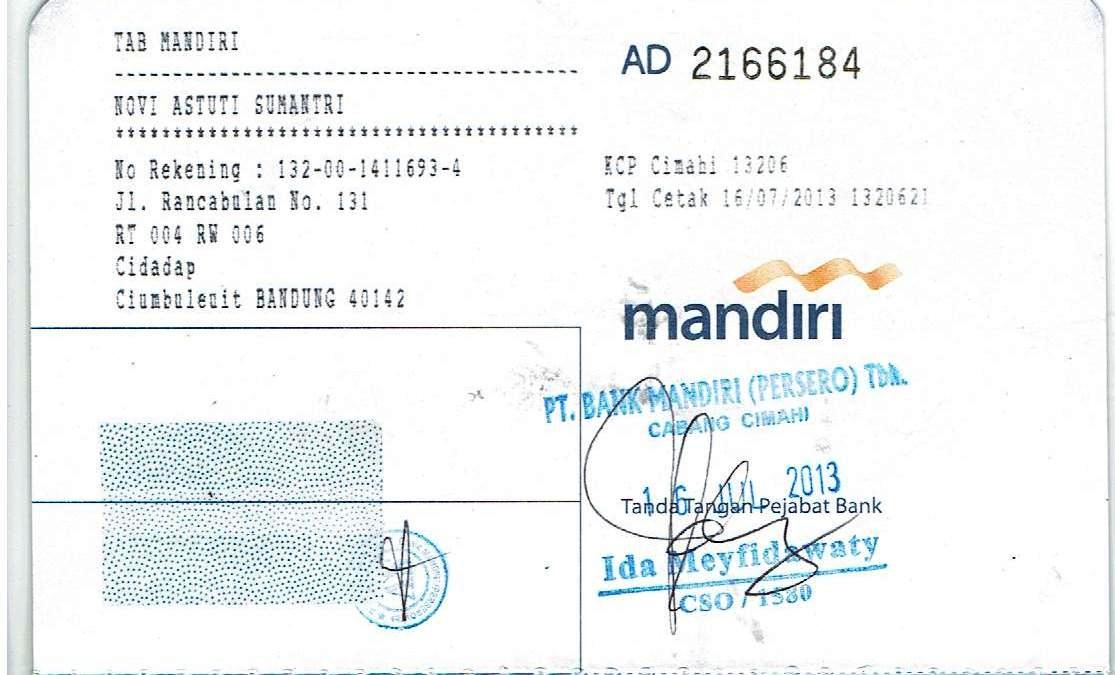 TAB MANDIRI
NOVI ASTUTI SUMANTRI
****************************************
No Rekening : 132-00-1411693-4
Jl. Rancabulan No. 131
RT 004 RW 006
Cidadap
Ciumbuleuit BANDUNG 40142
AD 2166184
KCP Cimahi 13206
Tgl Cetak 16/07/2013 1320621
mandiri
PT. BANK MANDIRI (PERSERO) Tbk.
CABANG CIMAHI
16 JUL 2013
Tanda Tangan Pejabat Bank
Ida Meyfidawaty
CSO / 1580